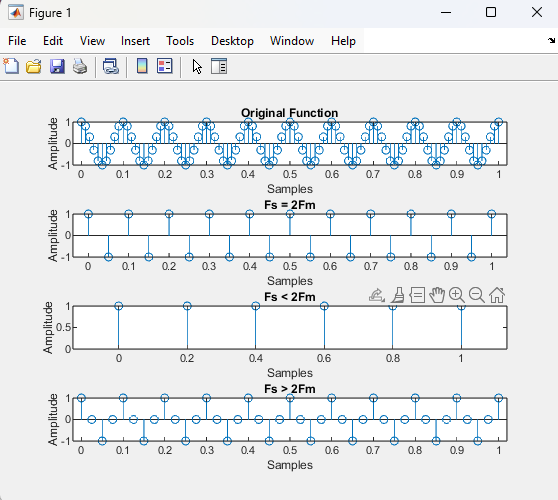 Figure 1
File Edit View Insert Tools Desktop Window Help
Original Function
Amplitude
1
0
-1
0 0.1 0.2 0.3 0.4 0.5 0.6 0.7 0.8 0.9 1
Samples
Fs = 2Fm
Amplitude
1
0
-1
0 0.1 0.2 0.3 0.4 0.5 0.6 0.7 0.8 0.9 1
Samples
Fs < 2Fm
Amplitude
1
0.5
0
0 0.2 0.4 0.6 0.8 1
Samples
Fs > 2Fm
Amplitude
1
0
-1
0 0.1 0.2 0.3 0.4 0.5 0.6 0.7 0.8 0.9 1
Samples